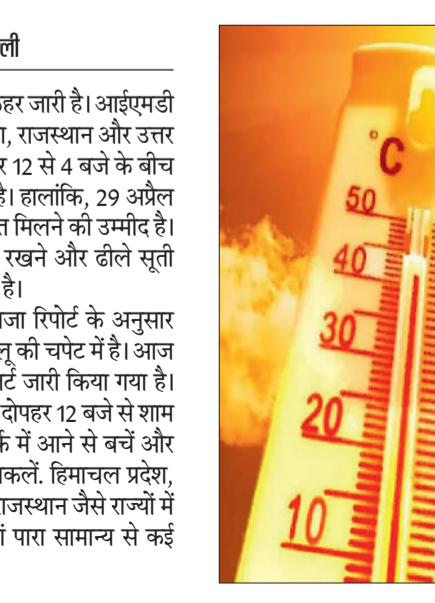 ली
हर जारी है। आईएमडी
, राजस्थान और उत्तर
र 12 से 4 बजे के बीच
है। हालांकि, 29 अप्रैल
त मिलने की उम्मीद है।
रखने और ढीले सूती
है।
जा रिपोर्ट के अनुसार
लू की चपेट में है। आज
र्ट जारी किया गया है।
दोपहर 12 बजे से शाम
र्क में आने से बचें और
कलें. हिमाचल प्रदेश,
राजस्थान जैसे राज्यों में
ां पारा सामान्य से कई
°C
50
40
30
20
10